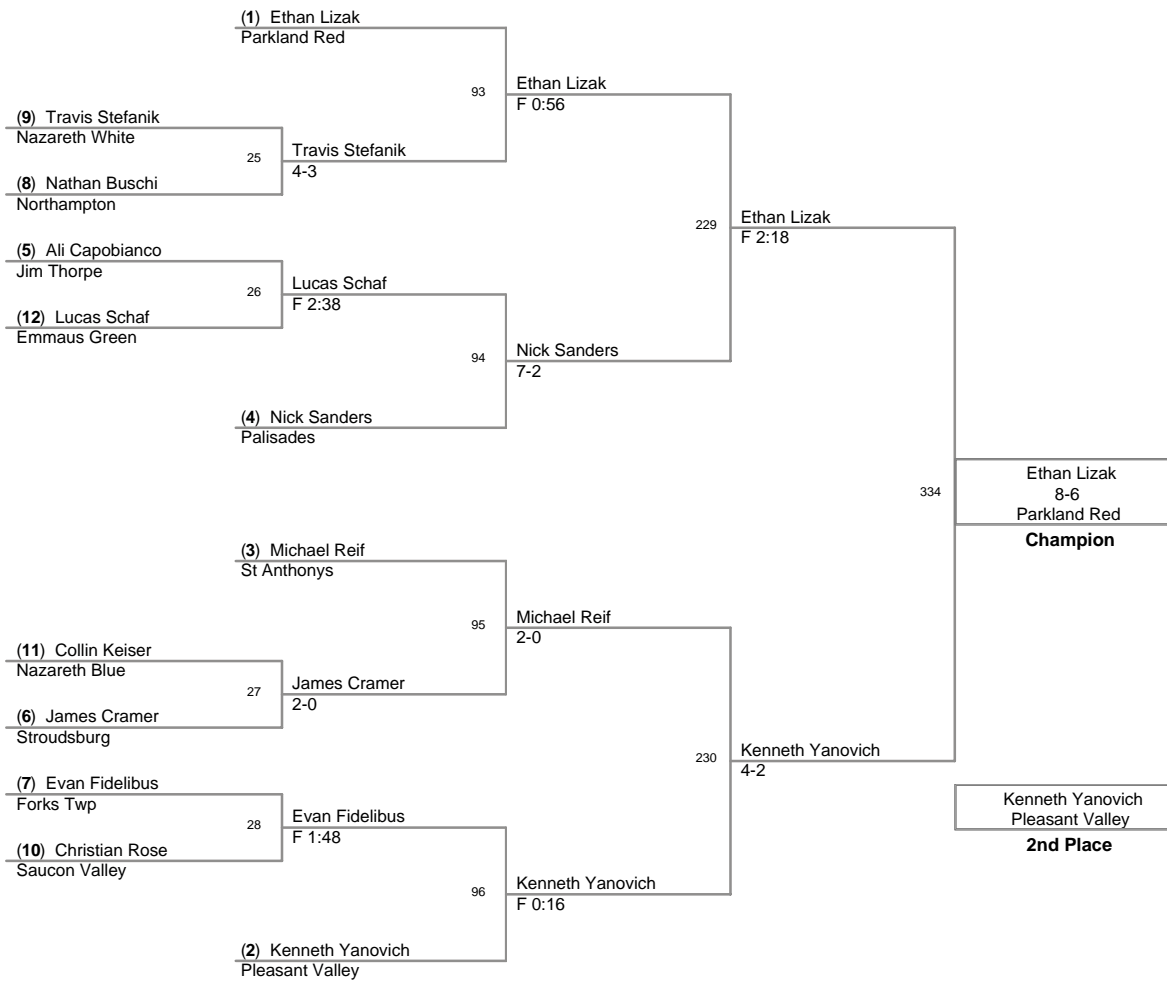 (1) Ethan Lizak
Parkland Red
93
Ethan Lizak
F 0:56
(9) Travis Stefanik
Nazareth White
25
Travis Stefanik
4-3
(8) Nathan Buschi
Northampton
229
Ethan Lizak
F 2:18
(5) Ali Capobianco
Jim Thorpe
26
Lucas Schaf
F 2:38
(12) Lucas Schaf
Emmaus Green
94
Nick Sanders
7-2
(4) Nick Sanders
Palisades
334
Ethan Lizak
8-6
Parkland Red
Champion
(3) Michael Reif
St Anthonys
95
Michael Reif
2-0
(11) Collin Keiser
Nazareth Blue
27
James Cramer
2-0
(6) James Cramer
Stroudsburg
230
Kenneth Yanovich
4-2
(7) Evan Fidelibus
Forks Twp
28
Evan Fidelibus
F 1:48
(10) Christian Rose
Saucon Valley
96
Kenneth Yanovich
F 0:16
(2) Kenneth Yanovich
Pleasant Valley
Kenneth Yanovich
Pleasant Valley
2nd Place